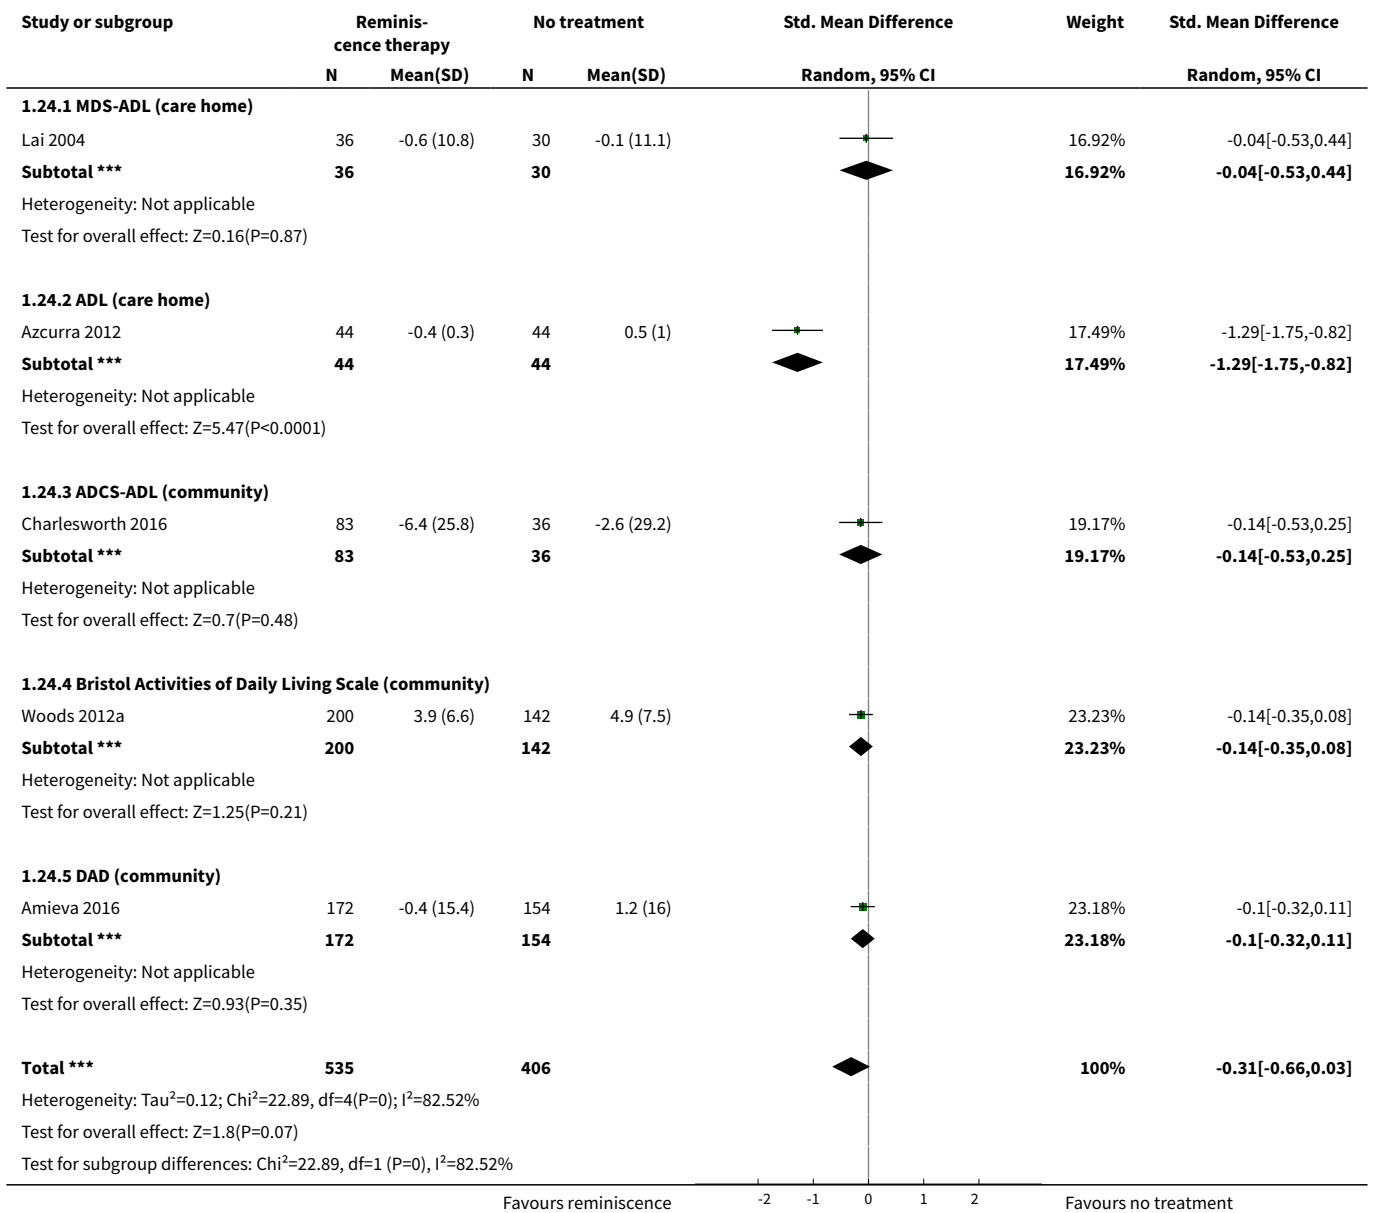 Study or subgroup Reminis- No treatment Std. Mean Difference Weight Std. Mean Difference
cence therapy
N Mean(SD) N Mean(SD) Random, 95% CI Random, 95% CI
1.24.1 MDS-ADL (care home)
Lai 2004 36 -0.6 (10.8) 30 -0.1 (11.1) 16.92% -0.04[-0.53,0.44]
Subtotal *** 36 30 16.92% -0.04[-0.53,0.44]
Heterogeneity: Not applicable
Test for overall effect: Z=0.16(P=0.87)
1.24.2 ADL (care home)
Azcurra 2012 44 -0.4 (0.3) 44 0.5 (1) 17.49% -1.29[-1.75,-0.82]
Subtotal *** 44 44 17.49% -1.29[-1.75,-0.82]
Heterogeneity: Not applicable
Test for overall effect: Z=5.47(P<0.0001)
1.24.3 ADCS-ADL (community)
Charlesworth 2016 83 -6.4 (25.8) 36 -2.6 (29.2) 19.17% -0.14[-0.53,0.25]
Subtotal *** 83 36 19.17% -0.14[-0.53,0.25]
Heterogeneity: Not applicable
Test for overall effect: Z=0.7(P=0.48)
1.24.4 Bristol Activities of Daily Living Scale (community)
Woods 2012a 200 3.9 (6.6) 142 4.9 (7.5) 23.23% -0.14[-0.35,0.08]
Subtotal *** 200 142 23.23% -0.14[-0.35,0.08]
Heterogeneity: Not applicable
Test for overall effect: Z=1.25(P=0.21)
1.24.5 DAD (community)
Amieva 2016 172 -0.4 (15.4) 154 1.2 (16) 23.18% -0.1[-0.32,0.11]
Subtotal *** 172 154 23.18% -0.1[-0.32,0.11]
Heterogeneity: Not applicable
Test for overall effect: Z=0.93(P=0.35)
Total *** 535 406 100% -0.31[-0.66,0.03]
Heterogeneity: Tau²=0.12; Chi²=22.89, df=4(P=0); I²=82.52%
Test for overall effect: Z=1.8(P=0.07)
Test for subgroup differences: Chi²=22.89, df=1 (P=0), I²=82.52%
Favours reminiscence -2 -1 0 1 2 Favours no treatment